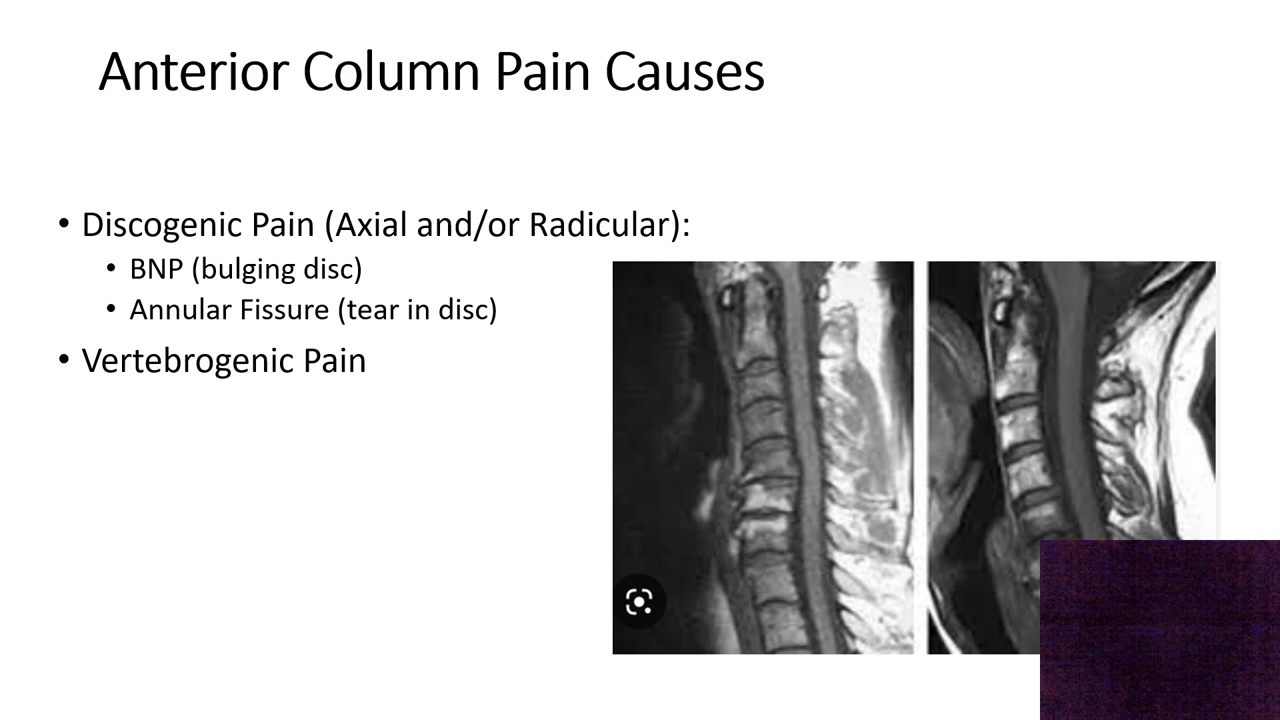 Anterior Column Pain Causes
• Discogenic Pain (Axial and/or Radicular):
• BNP (bulging disc)
• Annular Fissure (tear in disc)
• Vertebrogenic Pain